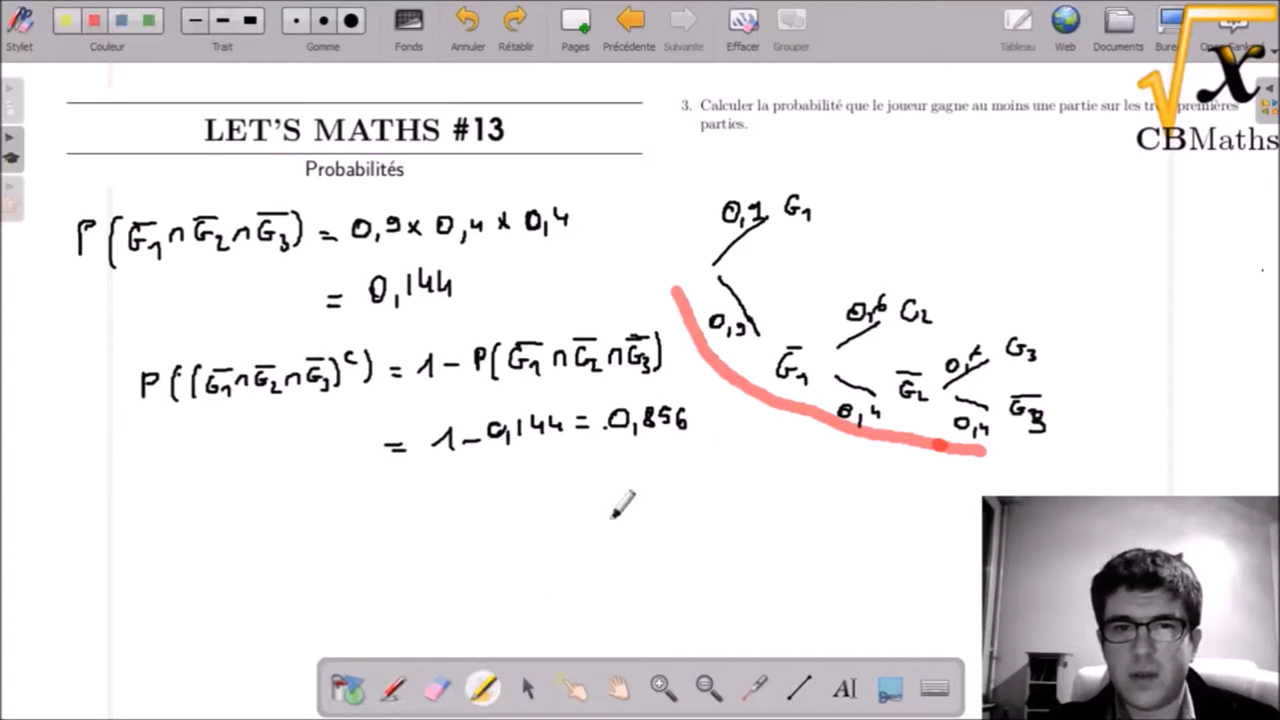 Stylet Couleur Trait Gomme Fonds Annuler Rétablir Pages Précédente Suivante Effacer Grouper Tableau Web Documents
√x
CBMaths
LET'S MATHS #13
Probabilités
3. Calculer la probabilité que le joueur gagne au moins une partie sur les premières
parties.
P(G̅1 ∩ G̅2 ∩ G̅3) = 0,9 × 0,4 × 0,4
= 0,144
P((G̅1 ∩ G̅2 ∩ G̅3)^c) = 1 - P(G̅1 ∩ G̅2 ∩ G̅3)
= 1 - 0,144 = 0,856
0,1 G1
0,9 G̅1
0,6 G2
0,4 G̅2
G3
0,4 G̅3
AI